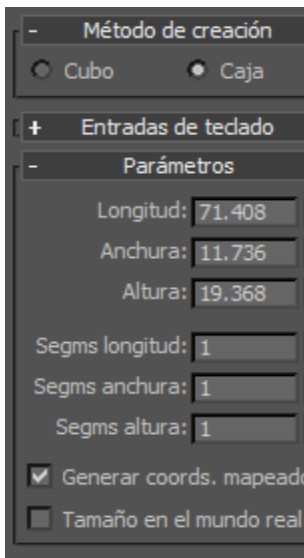 - Método de creación
Cubo Caja
+ Entradas de teclado
- Parámetros
Longitud: 71.408
Anchura: 11.736
Altura: 19.368
Segms longitud: 1
Segms anchura: 1
Segms altura: 1
Generar coords. mapeado
Tamaño en el mundo real